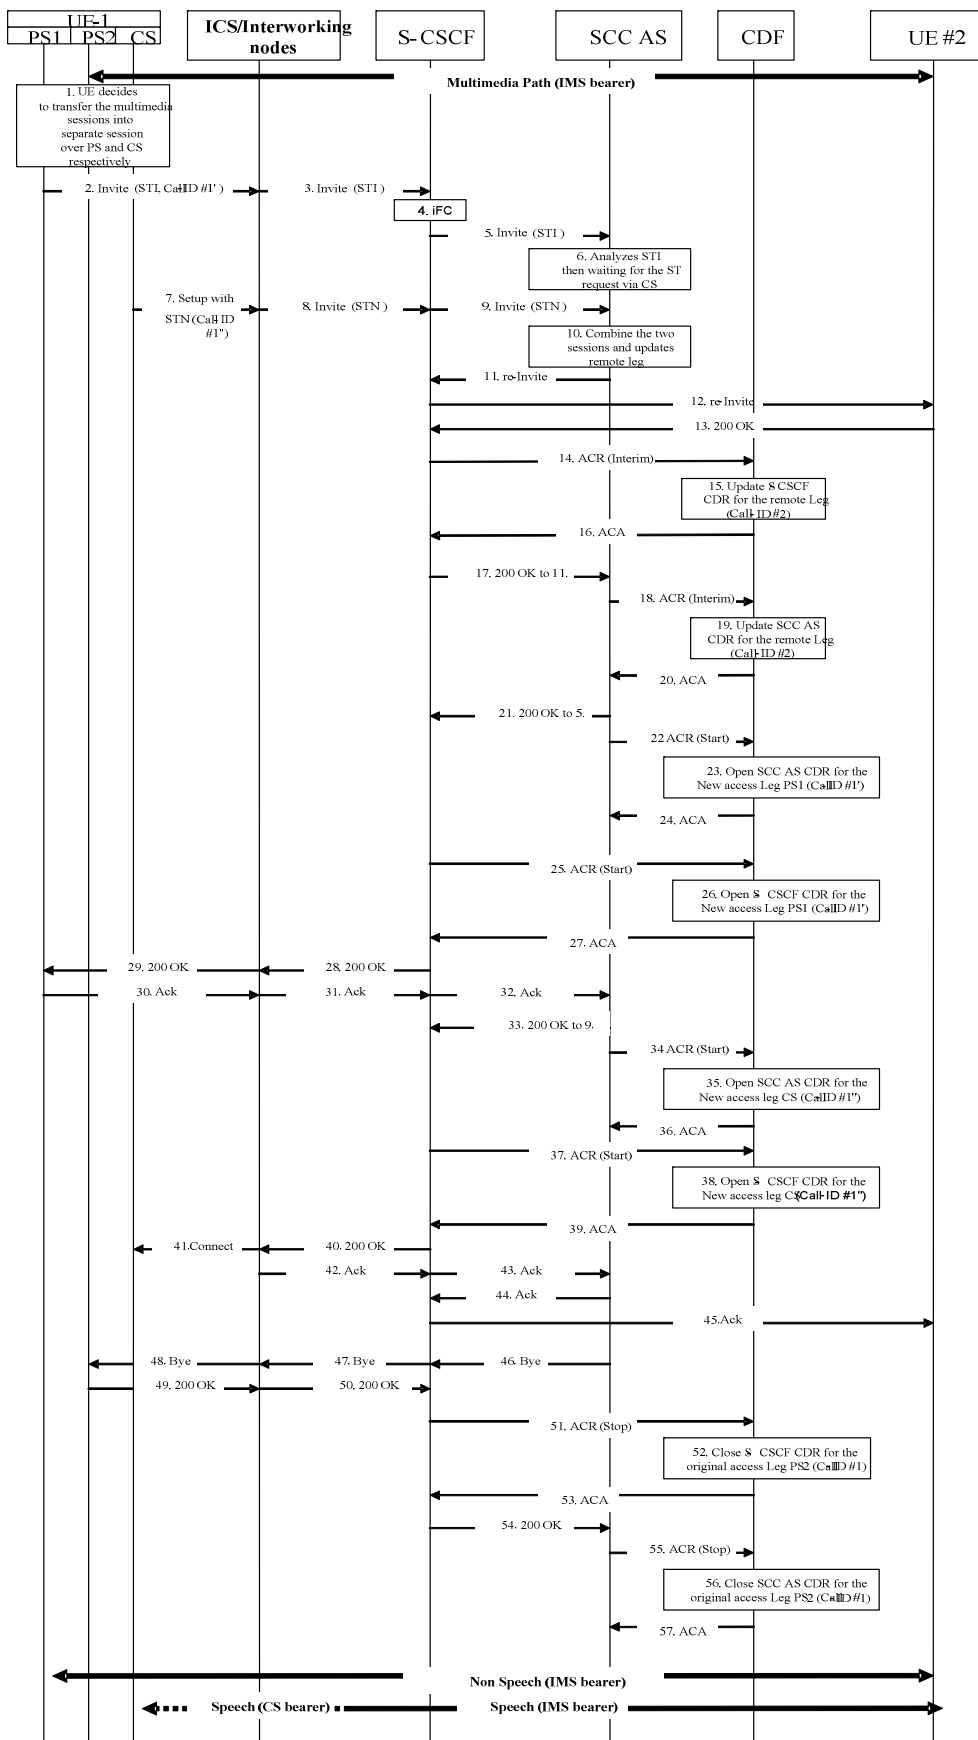 UE-1
PS1 PS2 CS
ICS/Interworking
nodes
S-CSCF
SCC AS
CDF
UE #2
Multimedia Path (IMS bearer)
1. UE decides
to transfer the multimedia
sessions into
separate session
over PS and CS
respectively
2. Invite (STI, Call-ID #1' )
3. Invite (STI )
4. iFC
5. Invite (STI )
6. Analyzes STI
then waiting for the ST
request via CS
7. Setup with
STN (Call-ID
#1")
8. Invite (STN )
9. Invite (STN )
10. Combine the two
sessions and updates
remote leg
11. re-Invite
12. re-Invite
13. 200 OK
14. ACR (Interim)
15. Update S-CSCF
CDR for the remote Leg
(Call-ID #2)
16. ACA
17. 200 OK to 11.
18. ACR (Interim)
19. Update SCC AS
CDR for the remote Leg
(Call-ID #2)
20. ACA
21. 200 OK to 5.
22 ACR (Start)
23. Open SCC AS CDR for the
New access Leg PS1 (Call-ID #1')
24. ACA
25. ACR (Start)
26. Open S- CSCF CDR for the
New access Leg PS1 (Call-ID #1')
27. ACA
28. 200 OK
29. 200 OK
30. Ack
31. Ack
32. Ack
33. 200 OK to 9.
34 ACR (Start)
35. Open SCC AS CDR for the
New access leg CS (Call-ID #1")
36. ACA
37. ACR (Start)
38. Open S- CSCF CDR for the
New access leg CS (Call-ID #1")
39. ACA
40. 200 OK
41. Connect
42. Ack
43. Ack
44. Ack
45. Ack
46. Bye
47. Bye
48. Bye
49. 200 OK
50. 200 OK
51. ACR (Stop)
52. Close S- CSCF CDR for the
original access Leg PS2 (Call-ID #1)
53. ACA
54. 200 OK
55. ACR (Stop)
56. Close SCC AS CDR for the
original access Leg PS2 (Call-ID #1)
57. ACA
Non Speech (IMS bearer)
Speech (CS bearer)
Speech (IMS bearer)